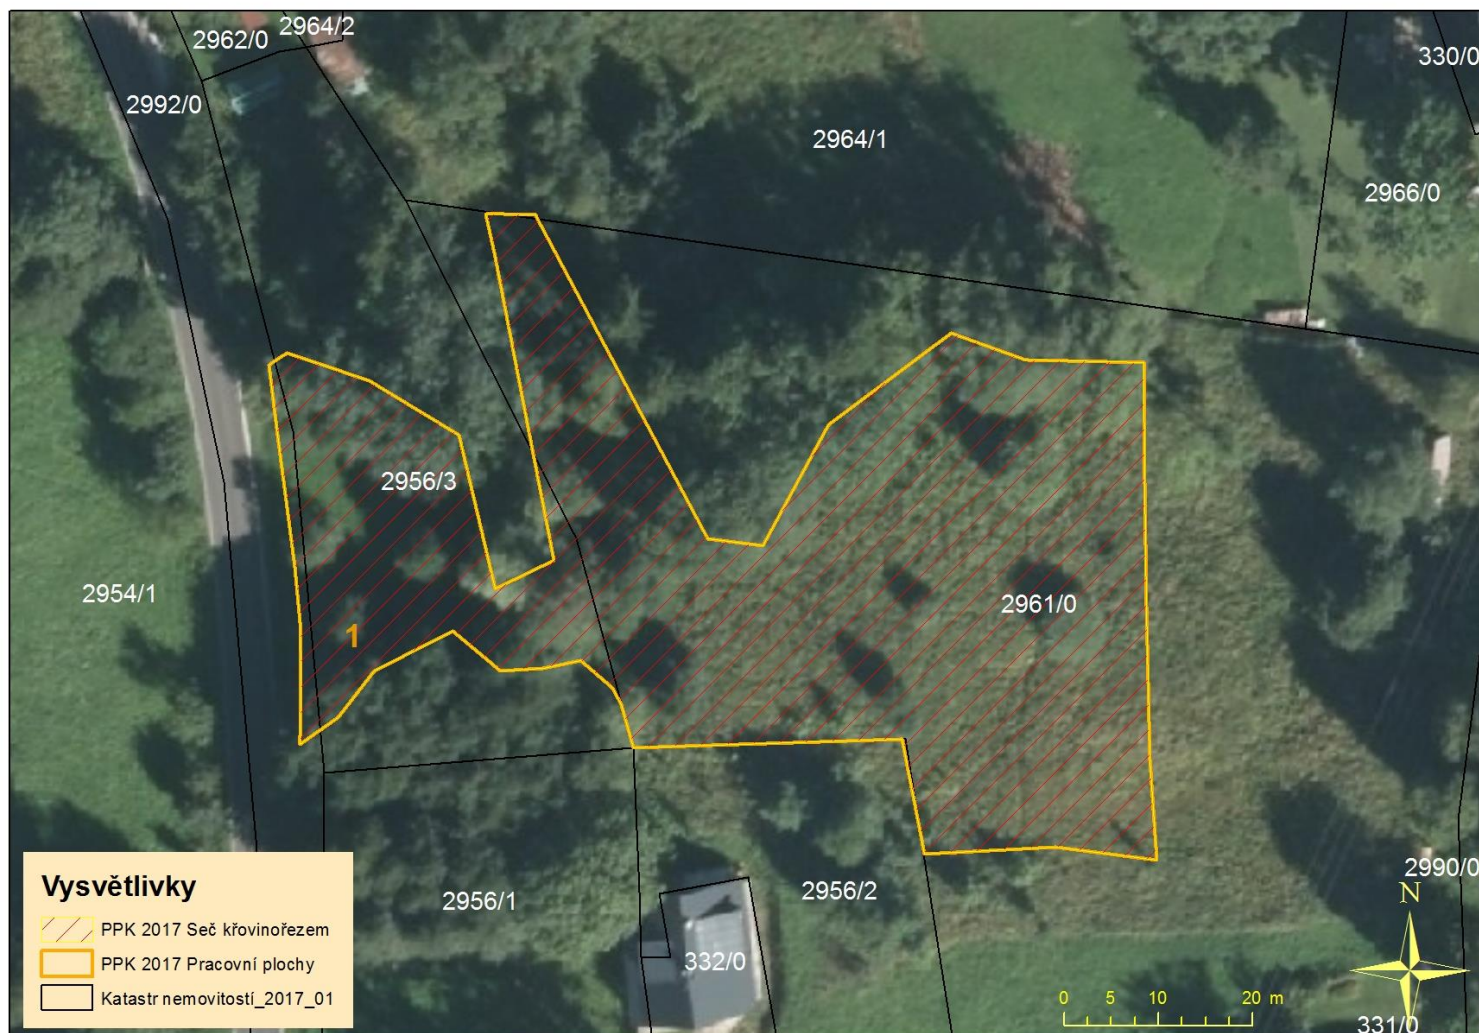 2964/2
2962/0
330/0
2992/0
2964/1
2966/0
2956/3
2954/1
2961/0
1
2990/0
2956/2
2956/1
332/0
331/0
N
0 5 10 20 m
Vysvětlivky
PPK 2017 Seč křovinořezem
PPK 2017 Pracovní plochy
Katastr nemovitostí_2017_01